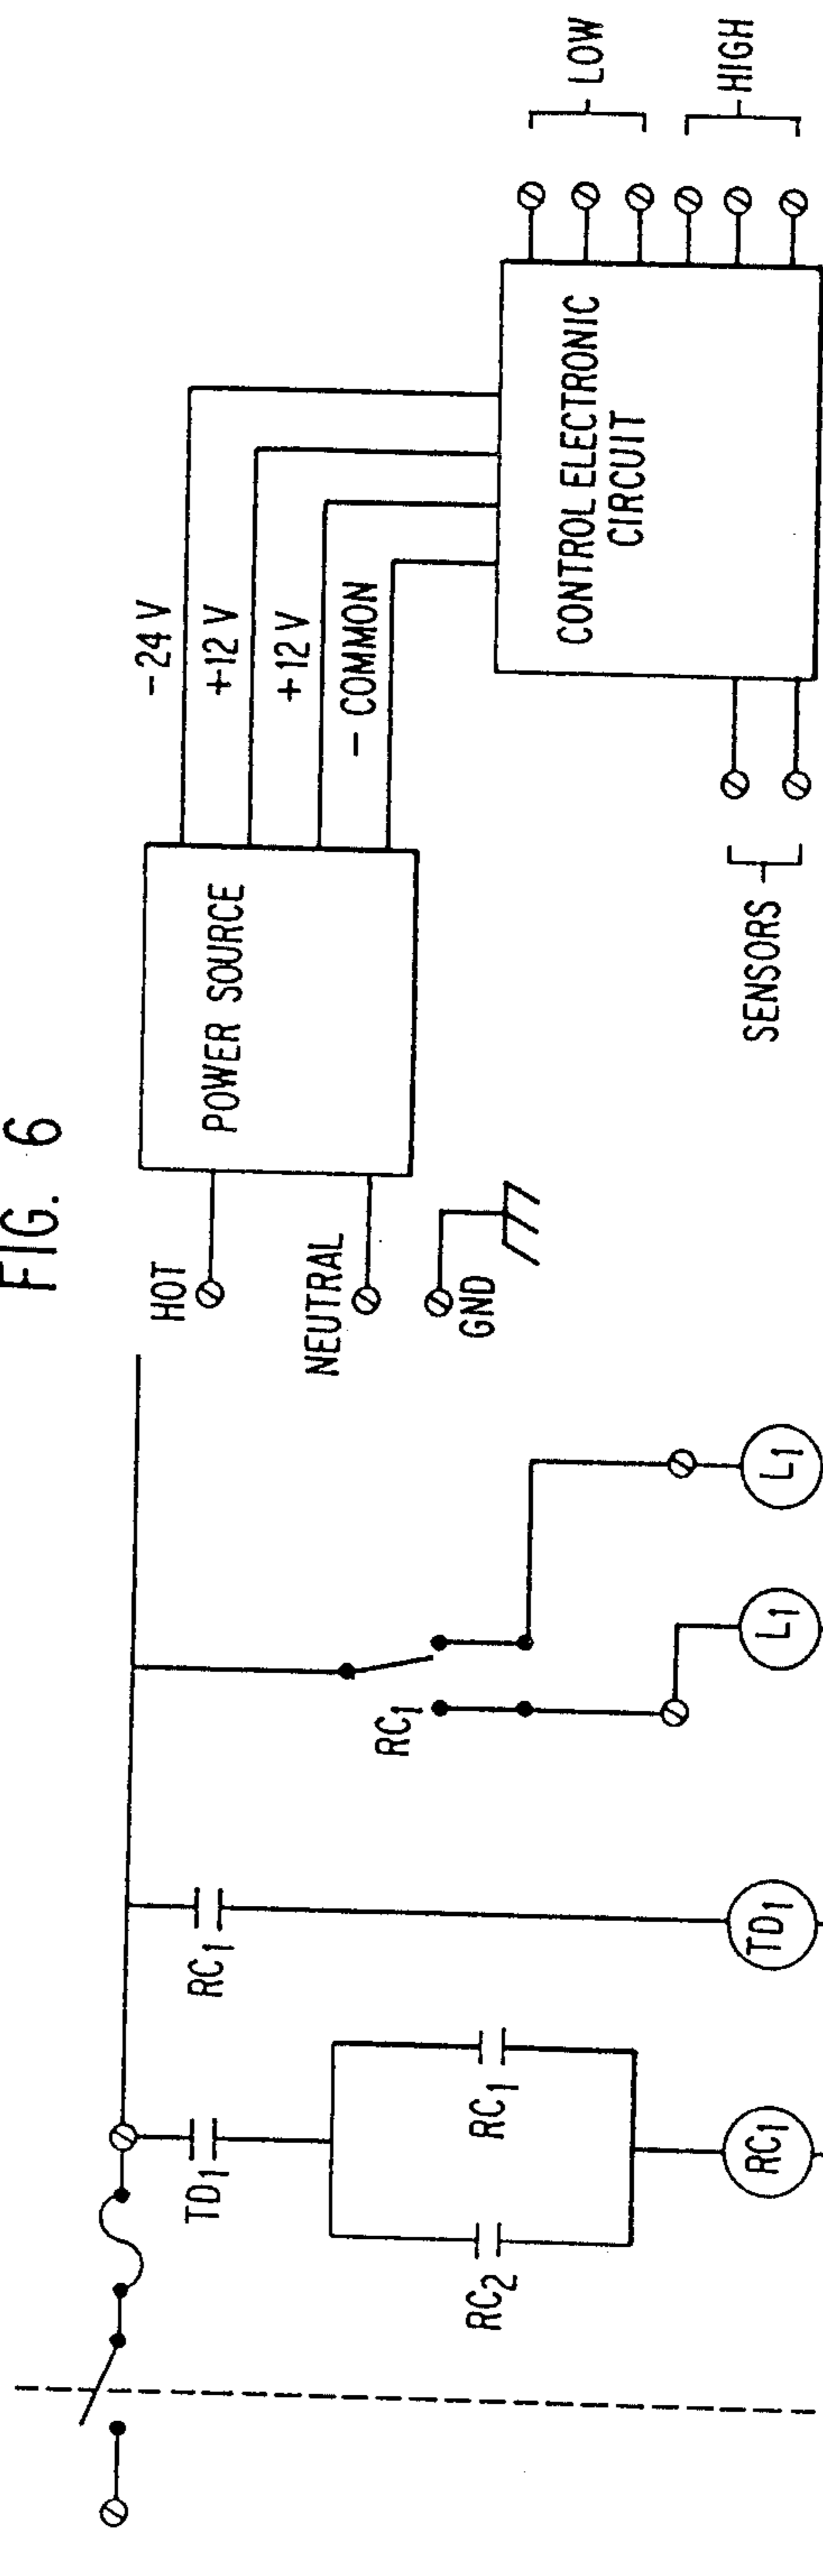 FIG. 6
HOT
NEUTRAL
GND
POWER SOURCE
-24 V
+12 V
+12 V
- COMMON
CONTROL ELECTRONIC
CIRCUIT
LOW
HIGH
SENSORS
TD1
RC2
RC1
RC1
RC1
TD1
RC1
L1
L1